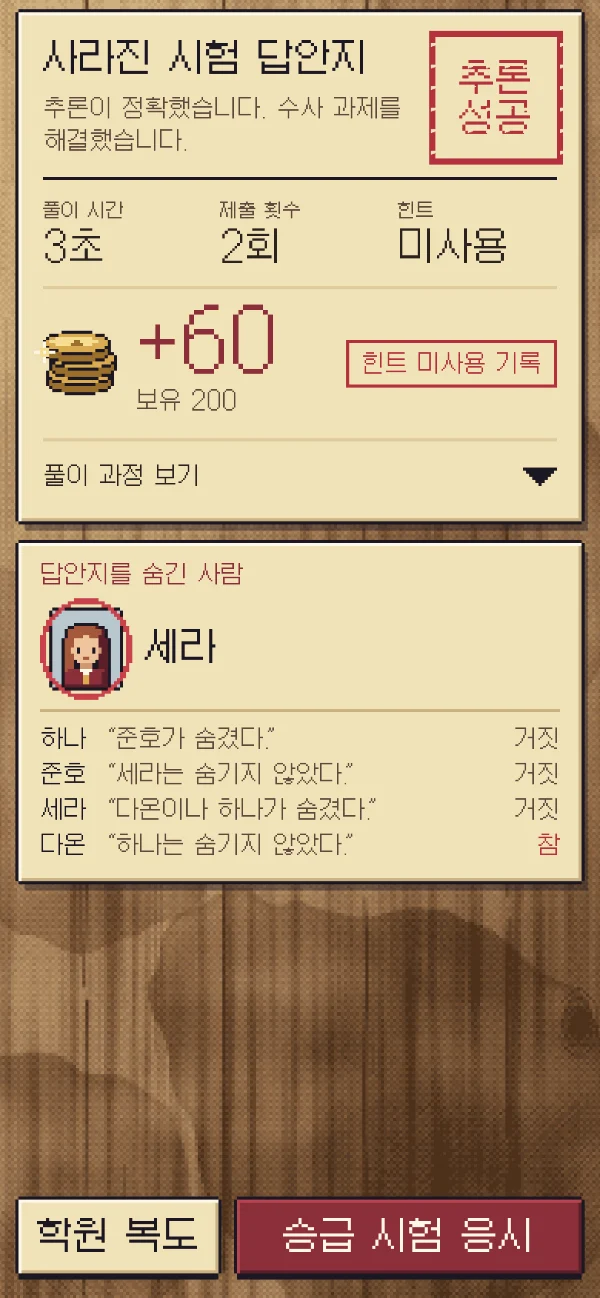 사라진 시험 답안지
추론이 정확했습니다. 수사 과제를
해결했습니다.
추론
성공
풀이 시간
3초
제출 횟수
2회
힌트
미사용
+60
보유 200
힌트 미사용 기록
풀이 과정 보기
답안지를 숨긴 사람
세라
하나 “준호가 숨겼다.” 거짓
준호 “세라는 숨기지 않았다.” 거짓
세라 “다온이나 하나가 숨겼다.” 거짓
다온 “하나는 숨기지 않았다.” 참
학원 복도
승급 시험 응시